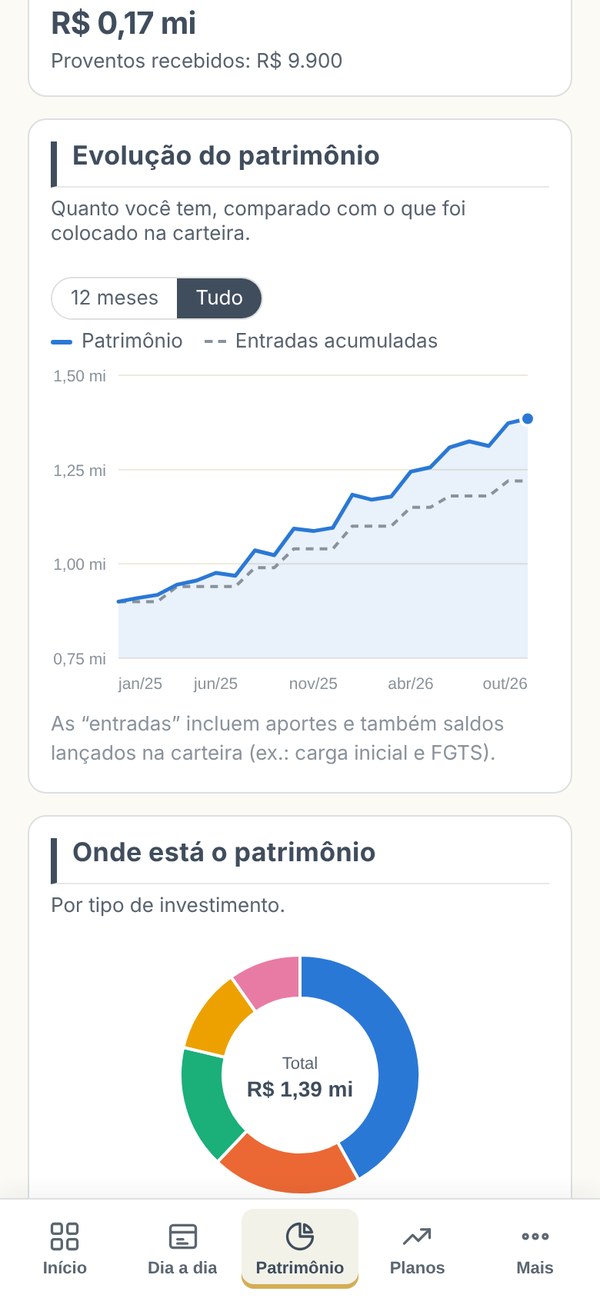 R$ 0,17 mi
Proventos recebidos: R$ 9.900
Evolução do patrimônio
Quanto você tem, comparado com o que foi
colocado na carteira.
12 meses Tudo
Patrimônio Entradas acumuladas
1,50 mi
1,25 mi
1,00 mi
0,75 mi
jan/25 jun/25 nov/25 abr/26 out/26
As “entradas” incluem aportes e também saldos
lançados na carteira (ex.: carga inicial e FGTS).
Onde está o patrimônio
Por tipo de investimento.
Total
R$ 1,39 mi
Início Dia a dia Patrimônio Planos Mais